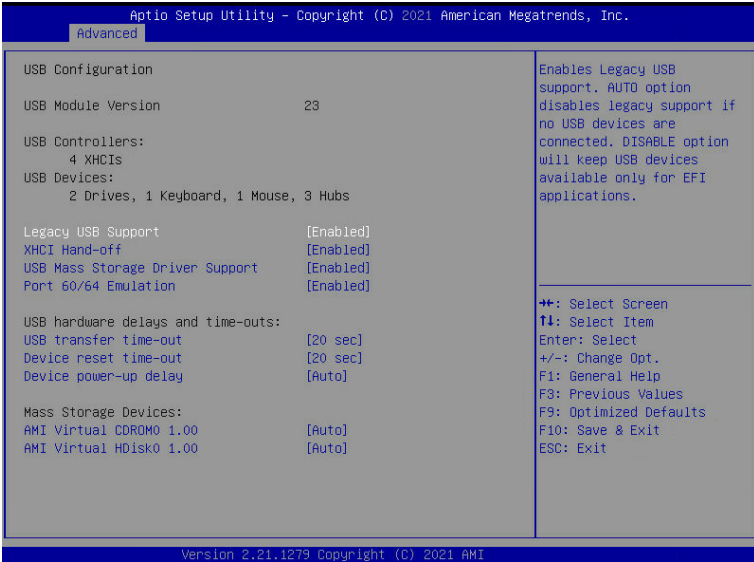 Aptio Setup Utility – Copyright (C) 2021 American Megatrends, Inc.
Advanced
USB Configuration
USB Module Version 23
USB Controllers:
4 XHCIs
USB Devices:
2 Drives, 1 Keyboard, 1 Mouse, 3 Hubs
Legacy USB Support [Enabled]
XHCI Hand-off [Enabled]
USB Mass Storage Driver Support [Enabled]
Port 60/64 Emulation [Enabled]
USB hardware delays and time-outs:
USB transfer time-out [20 sec]
Device reset time-out [20 sec]
Device power-up delay [Auto]
Mass Storage Devices:
AMI Virtual CDROM0 1.00 [Auto]
AMI Virtual HDisk0 1.00 [Auto]
Enables Legacy USB
support. AUTO option
disables legacy support if
no USB devices are
connected. DISABLE option
will keep USB devices
available only for EFI
applications.
→←: Select Screen
↑↓: Select Item
Enter: Select
+/-: Change Opt.
F1: General Help
F3: Previous Values
F9: Optimized Defaults
F10: Save & Exit
ESC: Exit
Version 2.21.1279 Copyright (C) 2021 AMI